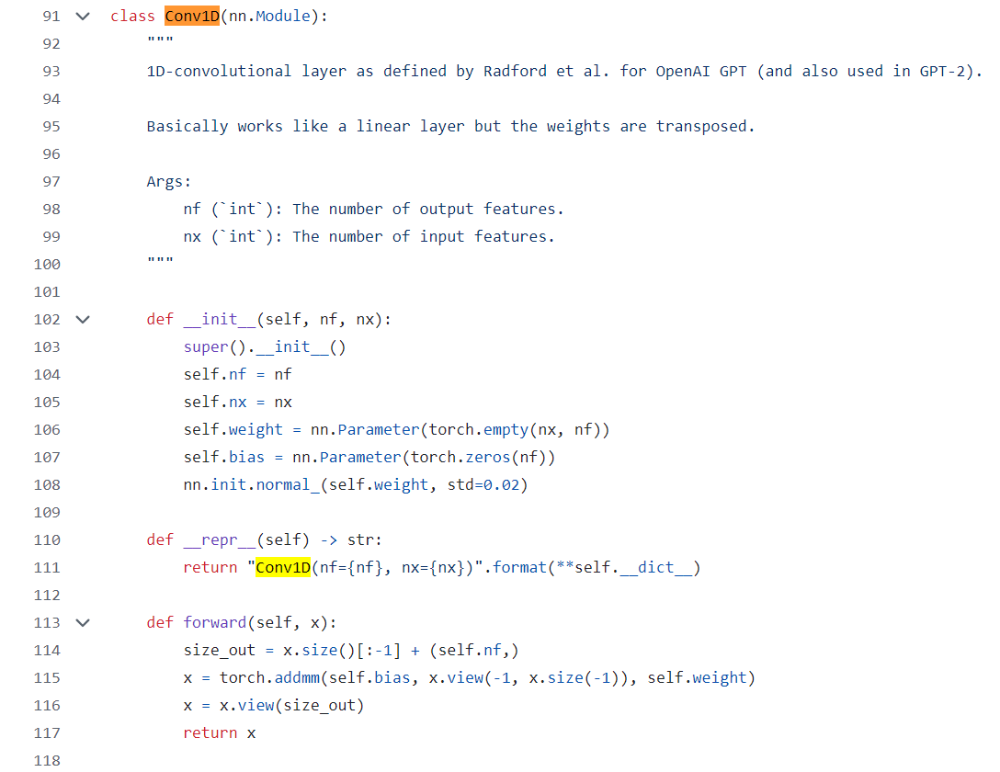 91 class Conv1D(nn.Module):
92     """
93     1D-convolutional layer as defined by Radford et al. for OpenAI GPT (and also used in GPT-2).
94
95     Basically works like a linear layer but the weights are transposed.
96
97     Args:
98         nf (`int`): The number of output features.
99         nx (`int`): The number of input features.
100     """
101
102     def __init__(self, nf, nx):
103         super().__init__()
104         self.nf = nf
105         self.nx = nx
106         self.weight = nn.Parameter(torch.empty(nx, nf))
107         self.bias = nn.Parameter(torch.zeros(nf))
108         nn.init.normal_(self.weight, std=0.02)
109
110     def __repr__(self) -> str:
111         return "Conv1D(nf={nf}, nx={nx})".format(**self.__dict__)
112
113     def forward(self, x):
114         size_out = x.size()[:-1] + (self.nf,)
115         x = torch.addmm(self.bias, x.view(-1, x.size(-1)), self.weight)
116         x = x.view(size_out)
117         return x
118